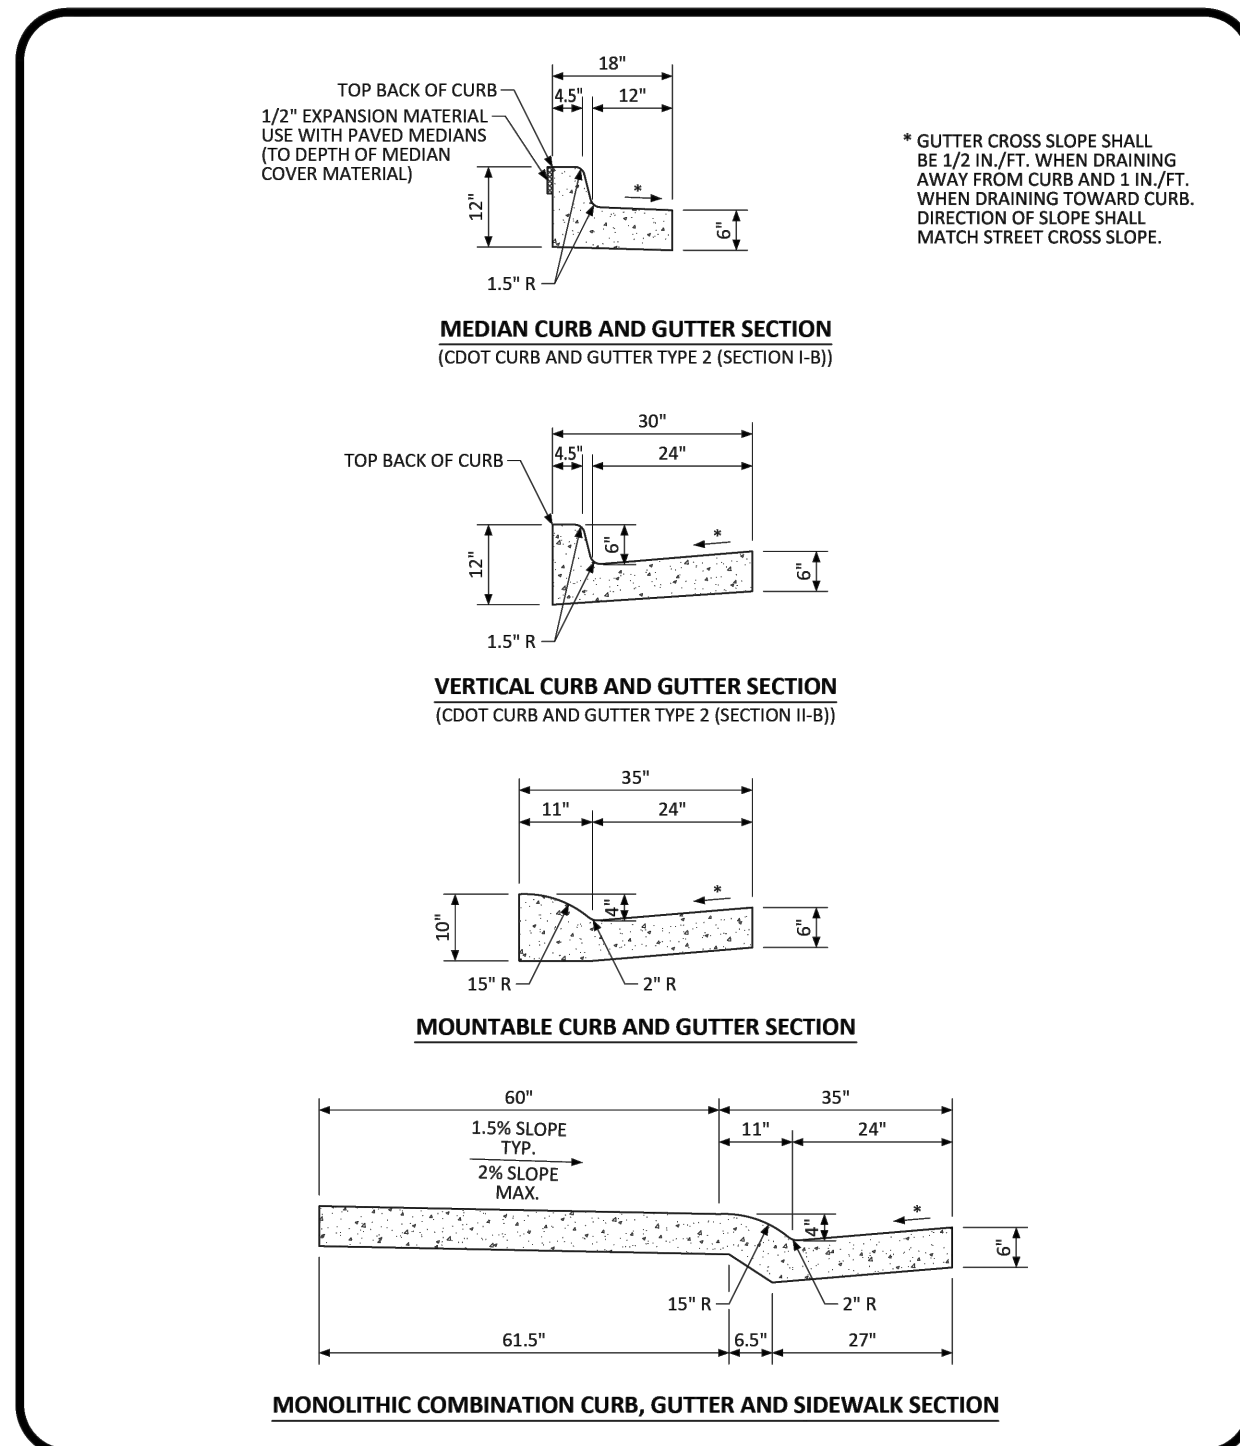 18"
TOP BACK OF CURB
4.5"
12"
1/2" EXPANSION MATERIAL
USE WITH PAVED MEDIANS
(TO DEPTH OF MEDIAN
COVER MATERIAL)
* GUTTER CROSS SLOPE SHALL
BE 1/2 IN./FT. WHEN DRAINING
AWAY FROM CURB AND 1 IN./FT.
WHEN DRAINING TOWARD CURB.
DIRECTION OF SLOPE SHALL
MATCH STREET CROSS SLOPE.
*
12"
6"
1.5" R
MEDIAN CURB AND GUTTER SECTION
(CDOT CURB AND GUTTER TYPE 2 (SECTION I-B))
30"
4.5"
24"
TOP BACK OF CURB
*
12"
6"
6"
1.5" R
VERTICAL CURB AND GUTTER SECTION
(CDOT CURB AND GUTTER TYPE 2 (SECTION II-B))
35"
11"
24"
*
10"
4"
6"
15" R
2" R
MOUNTABLE CURB AND GUTTER SECTION
60"
35"
1.5% SLOPE
TYP.
11"
24"
2% SLOPE
MAX.
*
4"
6"
15" R
2" R
61.5"
6.5"
27"
MONOLITHIC COMBINATION CURB, GUTTER AND SIDEWALK SECTION